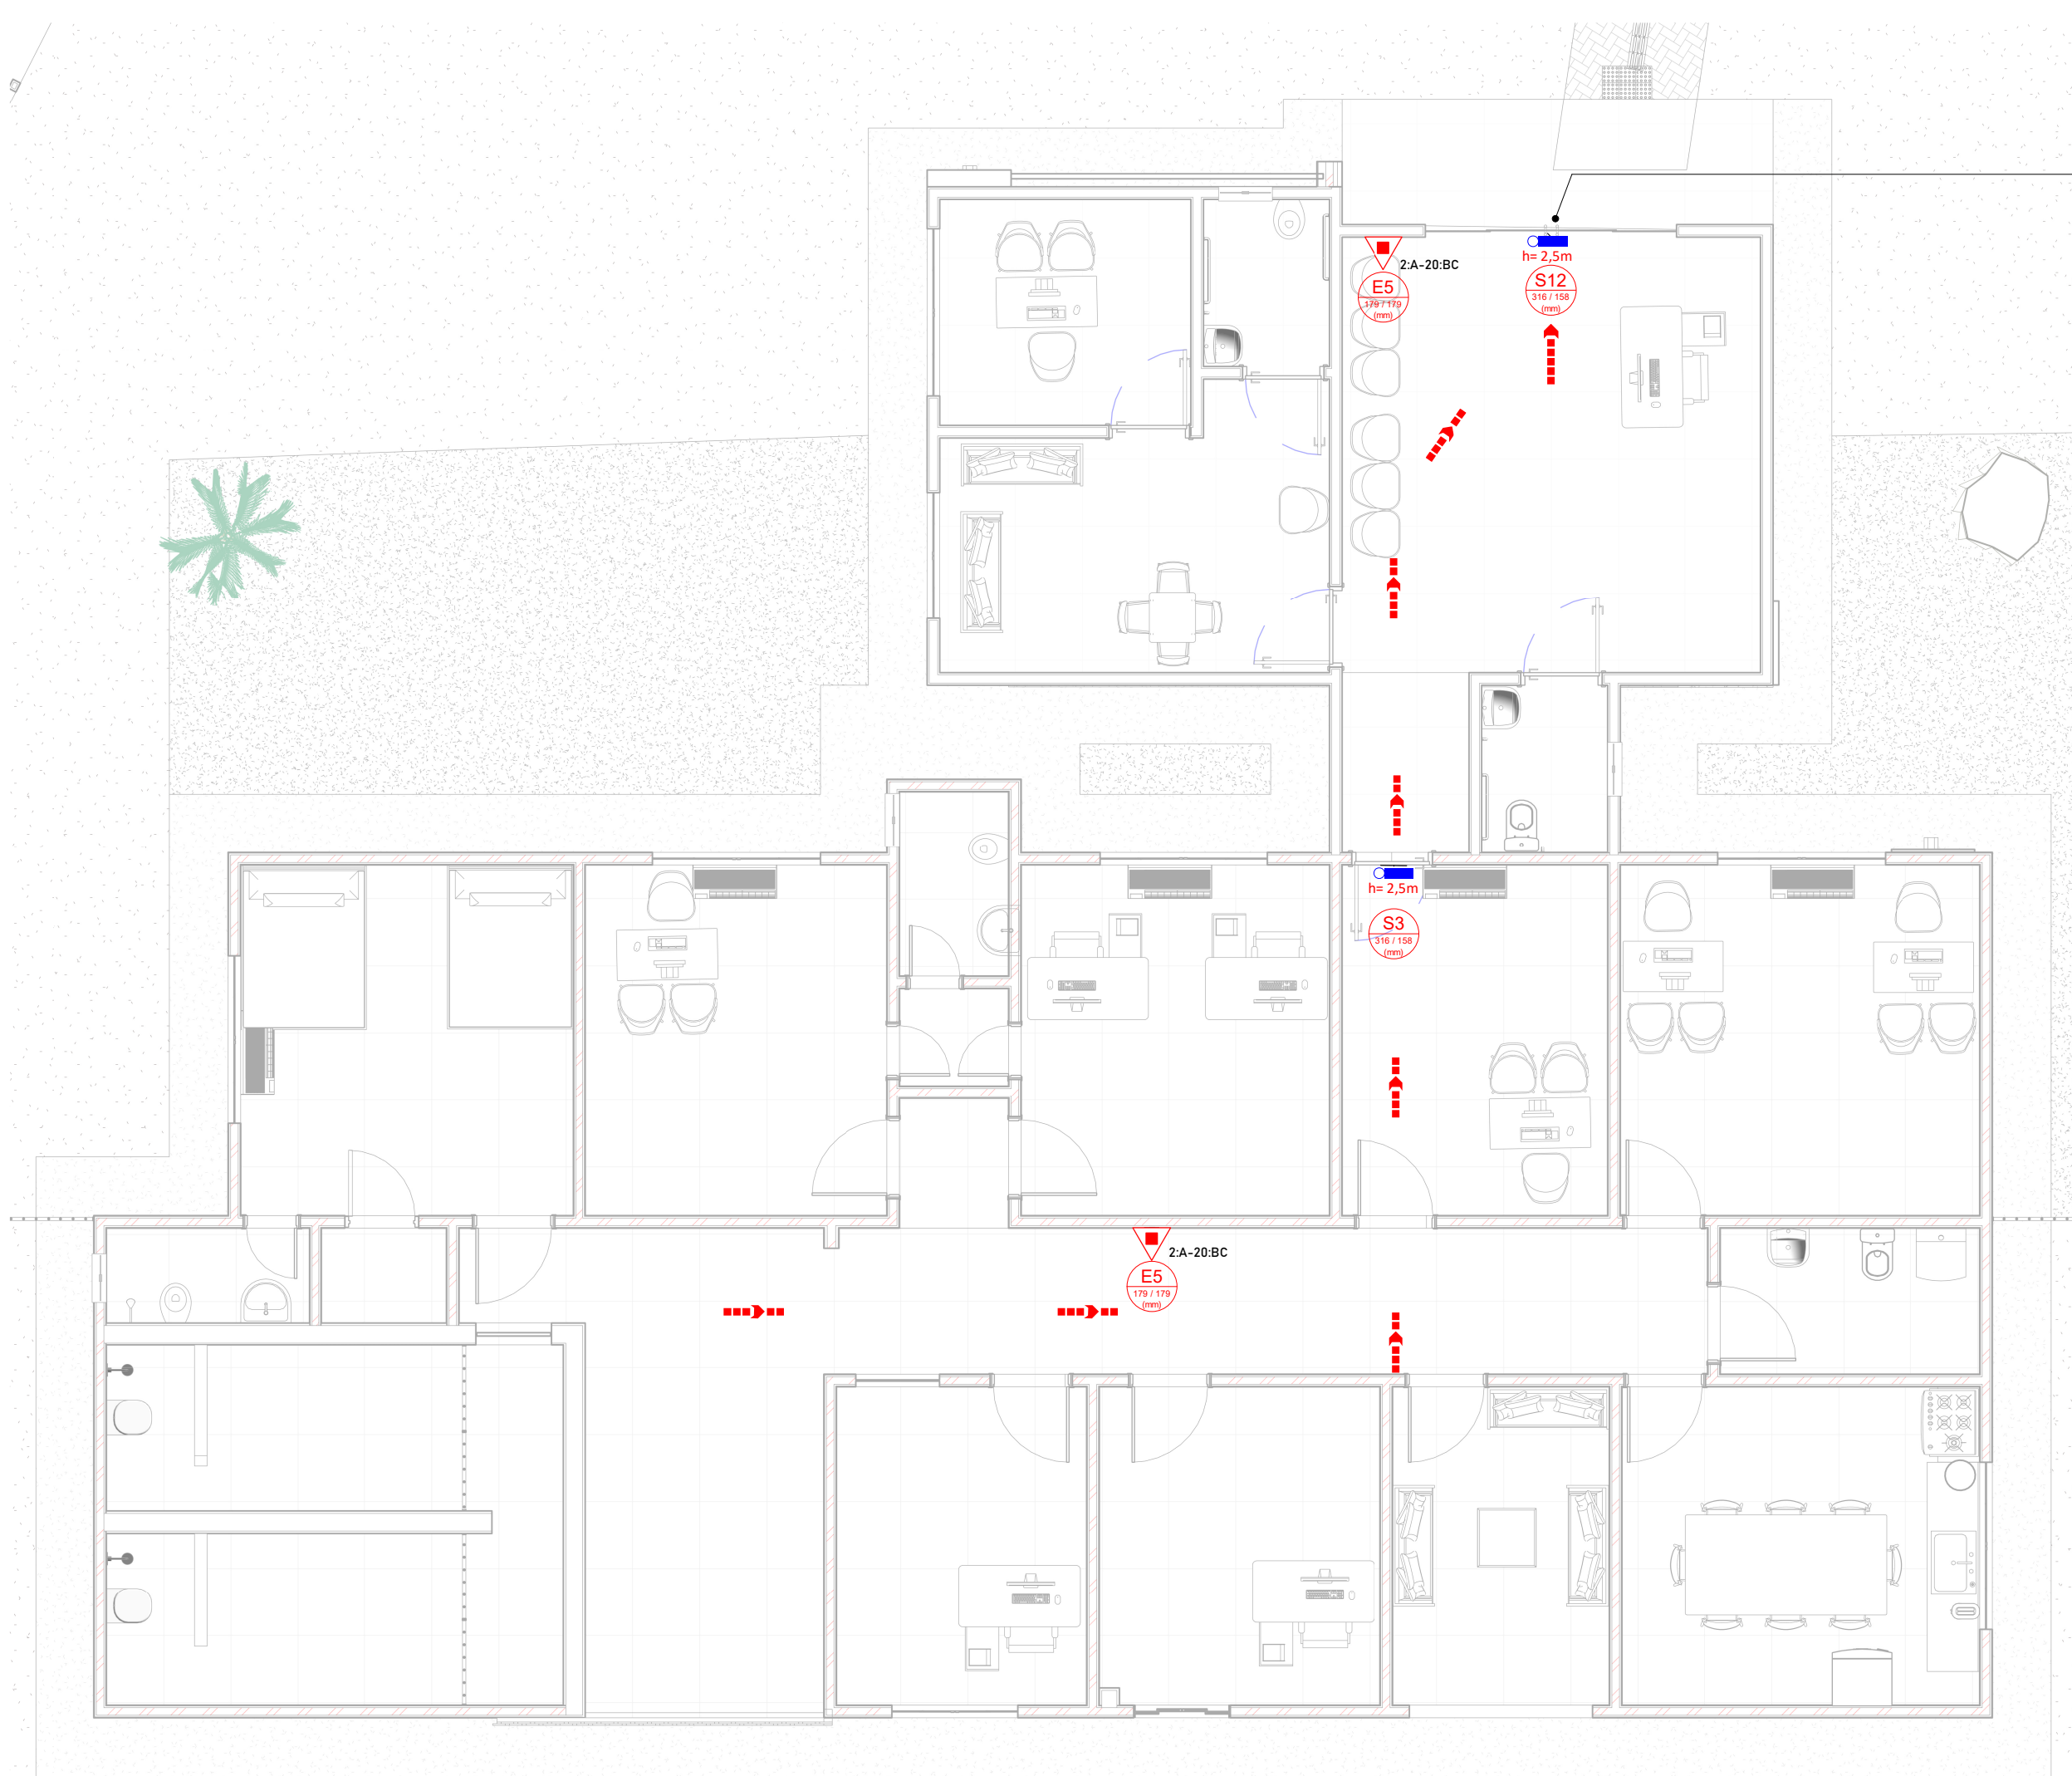 2:A-20:BC
E5
179 / 179
(mm)
h= 2,5m
S12
316 / 158
(mm)
h= 2,5m
S3
316 / 158
(mm)
2:A-20:BC
E5
179 / 179
(mm)